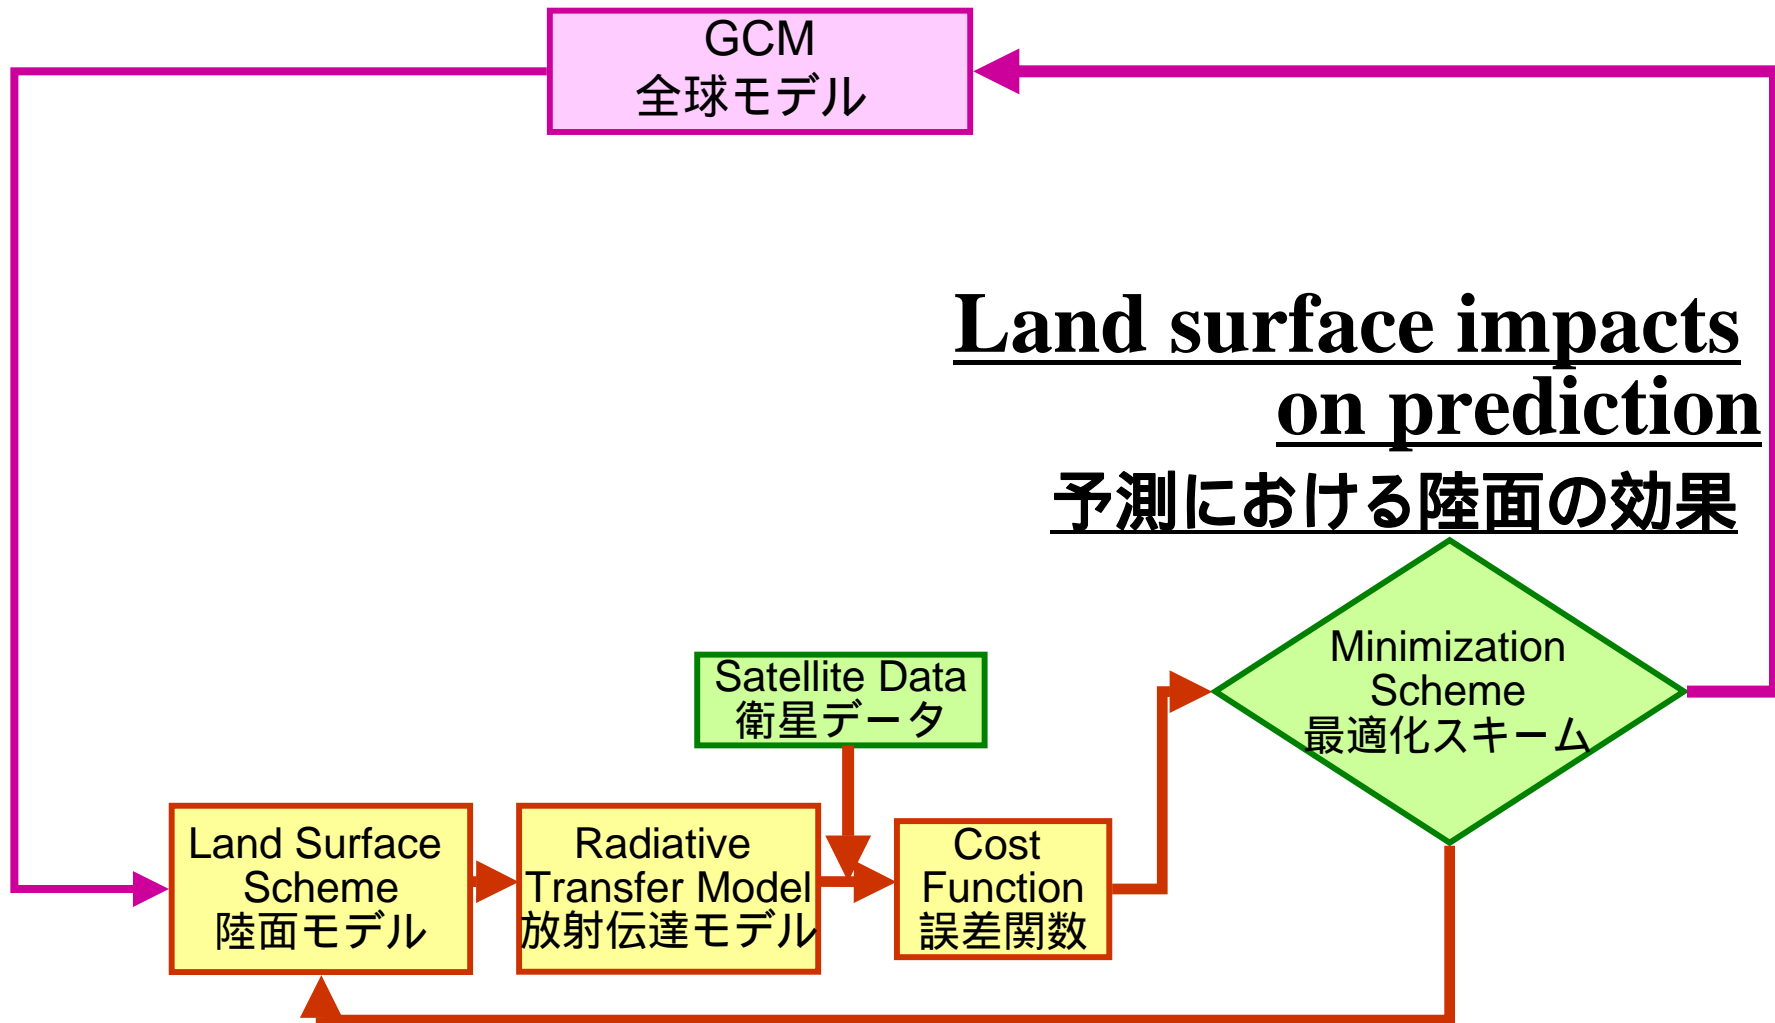 GCM
全球モデル
Land surface impacts
on prediction
予測における陸面の効果
Minimization
Scheme
最適化スキーム
Satellite Data
衛星データ
Land Surface
Scheme
陸面モデル
Radiative
Transfer Model
放射伝達モデル
Cost
Function
誤差関数